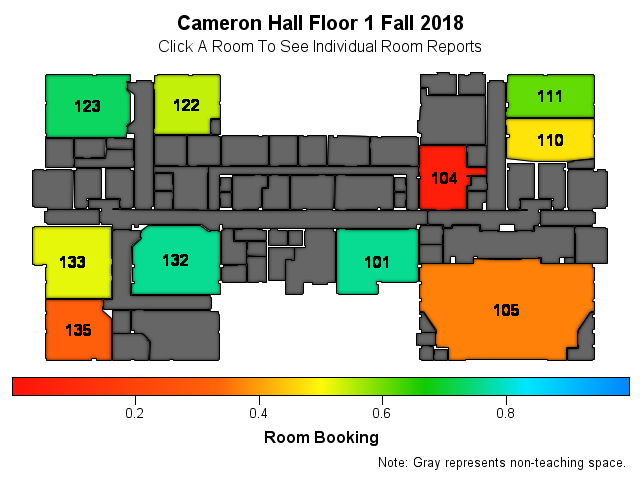 Cameron Hall Floor 1 Fall 2018
Click A Room To See Individual Room Reports
123
122
111
110
104
133
132
101
105
135
0.2 0.4 0.6 0.8
Room Booking
Note: Gray represents non-teaching space.